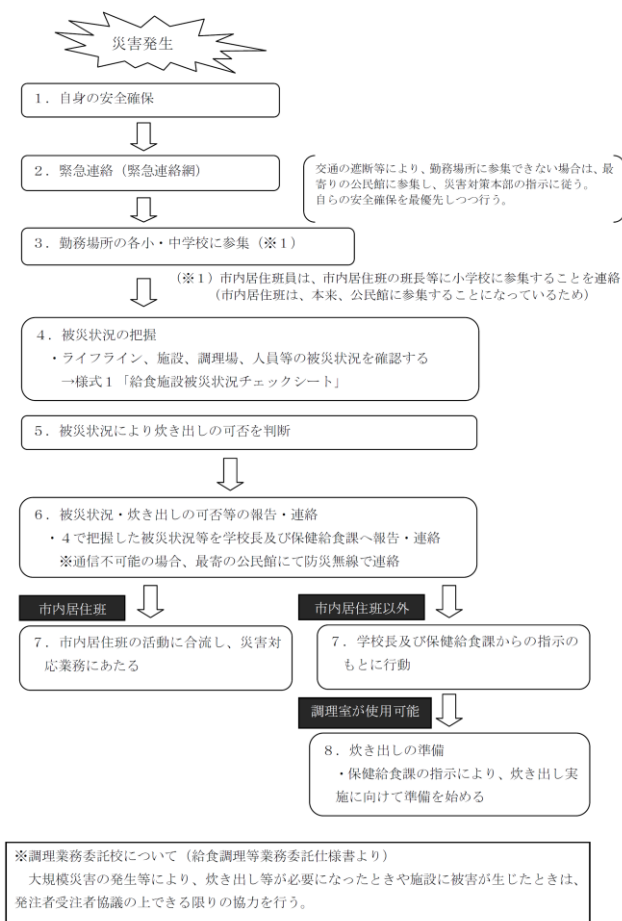 災害発生
1．自身の安全確保
2．緊急連絡（緊急連絡網）
交通の遮断等により、勤務場所に参集できない場合は、最
寄りの公民館に参集し、災害対策本部の指示に従う。
自らの安全確保を最優先しつつ行う。
3．勤務場所の各小・中学校に参集（※１）
（※１）市内居住班員は、市内居住班の班長等に小学校に参集することを連絡
（市内居住班は、本来、公民館に参集することになっているため）
4．被災状況の把握
・ライフライン、施設、調理場、人員等の被災状況を確認する
→様式１「給食施設被災状況チェックシート」
5．被災状況により炊き出しの可否を判断
6．被災状況・炊き出しの可否等の報告・連絡
・４で把握した被災状況等を学校長及び保健給食課へ報告・連絡
※通信不可能の場合、最寄の公民館にて防災無線で連絡
市内居住班
7．市内居住班の活動に合流し、災害対
応業務にあたる
市内居住班以外
7．学校長及び保健給食課からの指示の
もとに行動
調理室が使用可能
8．炊き出しの準備
・保健給食課の指示により、炊き出し実
施に向けて準備を始める
※調理業務委託校について（給食調理等業務委託仕様書より）
大規模災害の発生等により、炊き出し等が必要になったときや施設に被害が生じたときは、
発注者受注者協議の上できる限りの協力を行う。